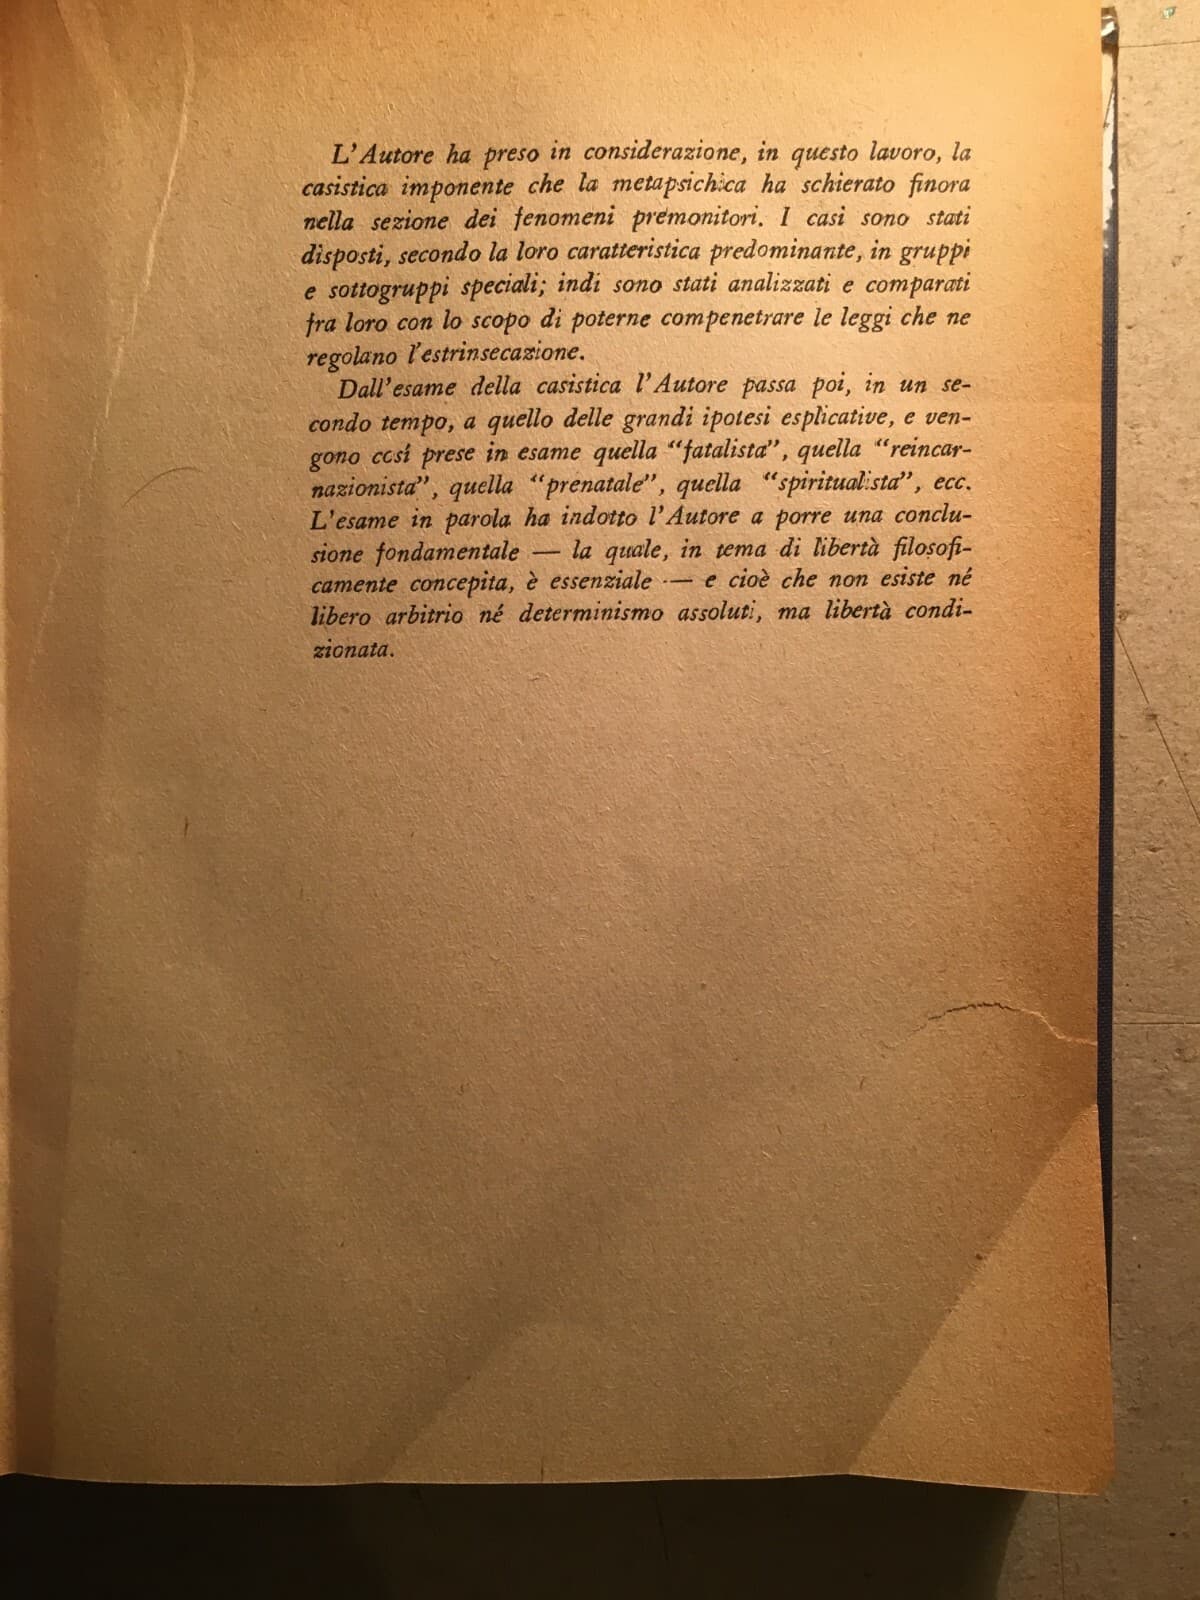 L'Autore ha preso in considerazione, in questo lavoro, la
casistica imponente che la metapsichica ha schierato finora
nella sezione dei fenomeni premonitori. I casi sono stati
disposti, secondo la loro caratteristica predominante, in gruppi
e sottogruppi speciali; indi sono stati analizzati e comparati
fra loro con lo scopo di poterne compenetrare le leggi che ne
regolano l'estrinsecazione.
Dall'esame della casistica l'Autore passa poi, in un se-
condo tempo, a quello delle grandi ipotesi esplicative, e ven-
gono così prese in esame quella “fatalista”, quella “reincar-
nazionista”, quella “prenatale”, quella “spiritualista”, ecc.
L'esame in parola ha indotto l'Autore a porre una conclu-
sione fondamentale — la quale, in tema di libertà filosofi-
camente concepita, è essenziale — e cioè che non esiste né
libero arbitrio né determinismo assoluti, ma libertà condi-
zionata.